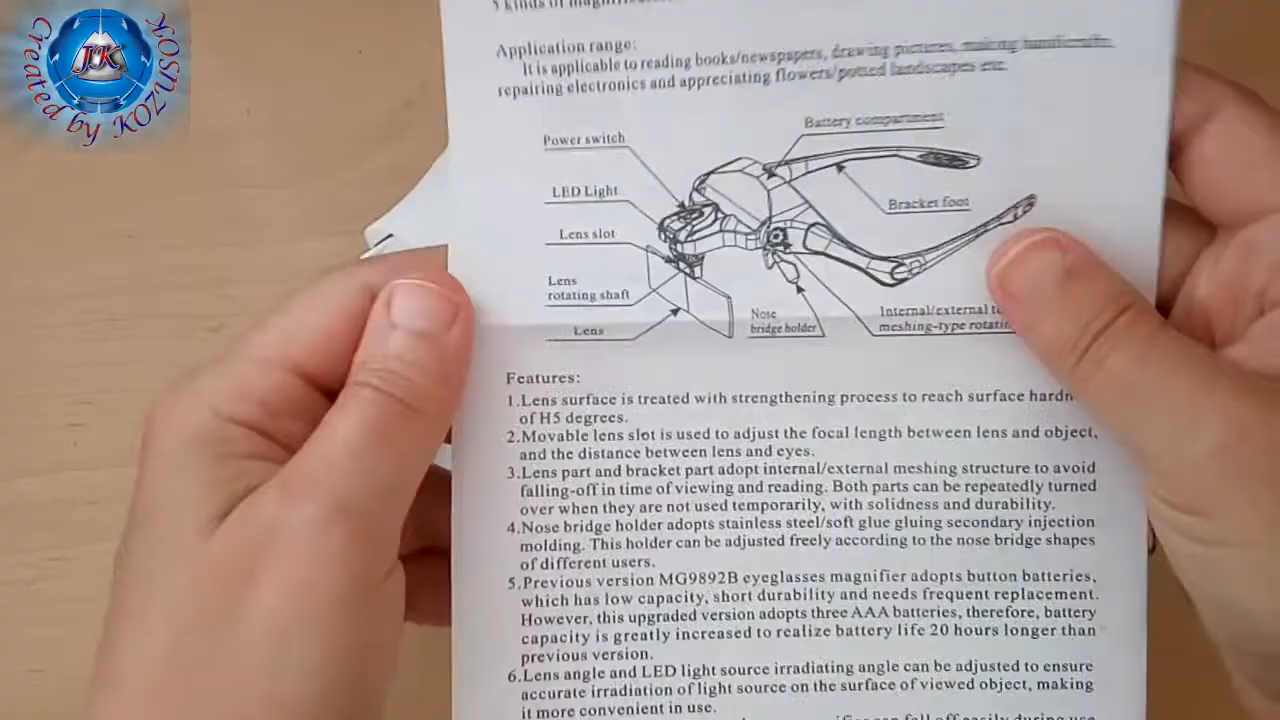 Created by KOZUSOK
JK
5 kinds of
Application range:
It is applicable to reading books/newspapers, drawing pictures, making handicrafts,
repairing electronics and appreciating flowers/potted landscapes etc.
Battery compartment
Power switch
LED Light
Bracket foot
Lens slot
Lens
rotating shaft
Nose
bridge holder
Internal/external
meshing-type
Lens
Features:
1.Lens surface is treated with strengthening process to reach surface
of H5 degrees.
2.Movable lens slot is used to adjust the focal length between lens and object,
and the distance between lens and eyes.
3.Lens part and bracket part adopt internal/external meshing structure to avoid
falling-off in time of viewing and reading. Both parts can be repeatedly turned
over when they are not used temporarily, with solidness and durability.
4.Nose bridge holder adopts stainless steel/soft glue gluing secondary injection
molding. This holder can be adjusted freely according to the nose bridge shapes
of different users.
5.Previous version MG9892B eyeglasses magnifier adopts button batteries,
which has low capacity, short durability and needs frequent replacement.
However, this upgraded version adopts three AAA batteries, therefore, battery
capacity is greatly increased to realize battery life 20 hours longer than
previous version.
6.Lens angle and LED light source irradiating angle can be adjusted to ensure
accurate irradiation of light source on the surface of viewed object, making
it more convenient in use.
can fall off easily during use